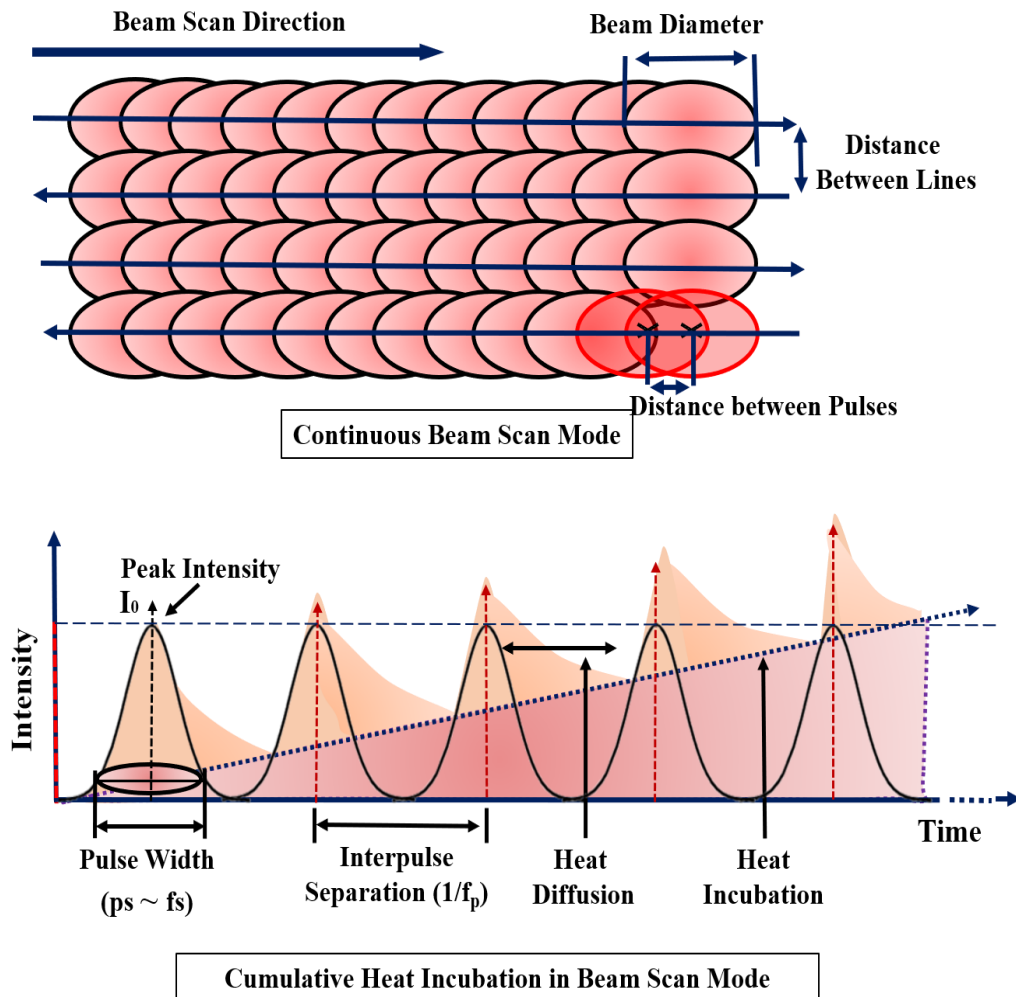 Beam Scan Direction
Beam Diameter
Distance
Between Lines
Distance between Pulses
Continuous Beam Scan Mode
Peak Intensity
I₀
Intensity
Time
Pulse Width
(ps ~ fs)
Interpulse
Separation (1/fₚ)
Heat
Diffusion
Heat
Incubation
Cumulative Heat Incubation in Beam Scan Mode